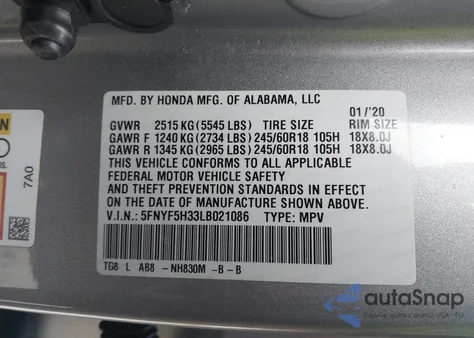 MFD. BY HONDA MFG. OF ALABAMA, LLC
01/'20
GVWR 2515 KG (5545 LBS) TIRE SIZE RIM SIZE
GAWR F 1240 KG (2734 LBS) 245/60R18 105H 18X8.0J
GAWR R 1345 KG (2965 LBS) 245/60R18 105H 18X8.0J
THIS VEHICLE CONFORMS TO ALL APPLICABLE
FEDERAL MOTOR VEHICLE SAFETY
AND THEFT PREVENTION STANDARDS IN EFFECT
ON THE DATE OF MANUFACTURE SHOWN ABOVE.
V.I.N.: 5FNYF5H33LB021086 TYPE: MPV
TG8 L AB8 -NH830M -B-B
7A0
autoSnap